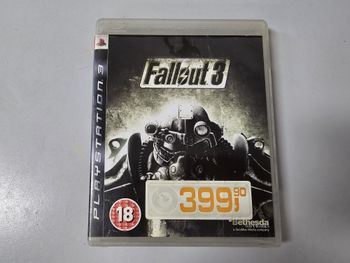 PLAYSTATION 3
Fallout 3
18
399,90
Bethesda